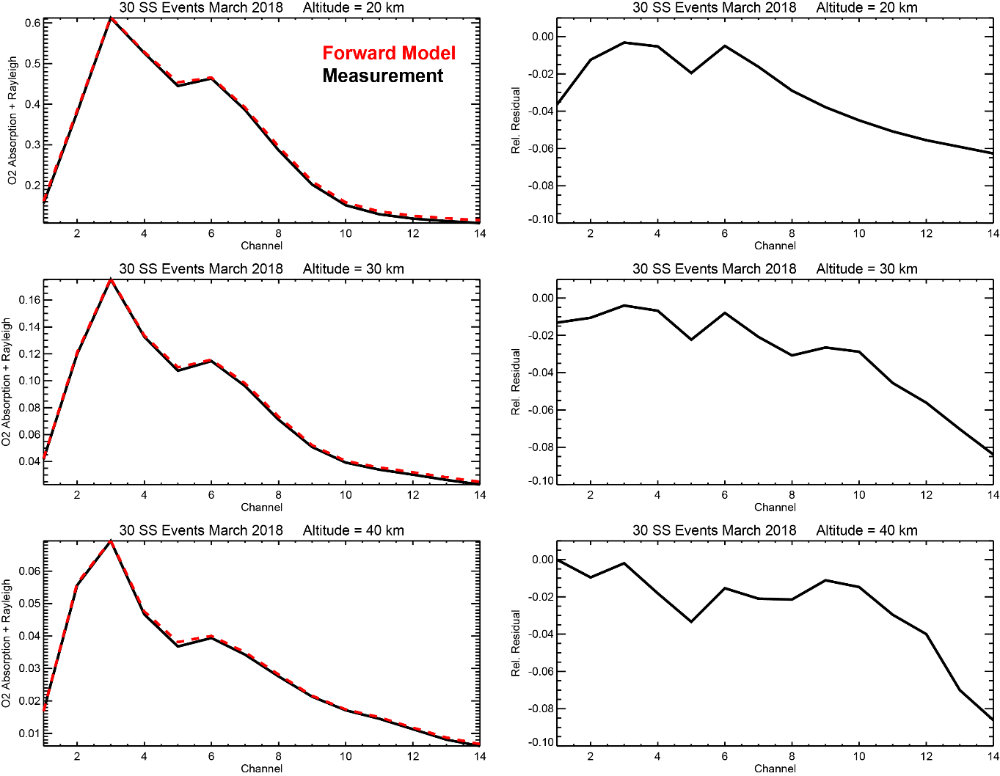 30 SS Events March 2018 Altitude = 20 km
0.6
0.5
0.4
0.3
0.2
O2 Absorption + Rayleigh
Forward Model
Measurement
2 4 6 8 10 12 14
Channel
30 SS Events March 2018 Altitude = 20 km
0.00
-0.02
-0.04
-0.06
-0.08
-0.10
Rel. Residual
2 4 6 8 10 12 14
Channel
30 SS Events March 2018 Altitude = 30 km
0.16
0.14
0.12
0.10
0.08
0.06
0.04
O2 Absorption + Rayleigh
2 4 6 8 10 12 14
Channel
30 SS Events March 2018 Altitude = 30 km
0.00
-0.02
-0.04
-0.06
-0.08
-0.10
Rel. Residual
2 4 6 8 10 12 14
Channel
30 SS Events March 2018 Altitude = 40 km
0.06
0.05
0.04
0.03
0.02
0.01
O2 Absorption + Rayleigh
2 4 6 8 10 12 14
Channel
30 SS Events March 2018 Altitude = 40 km
0.00
-0.02
-0.04
-0.06
-0.08
-0.10
Rel. Residual
2 4 6 8 10 12 14
Channel